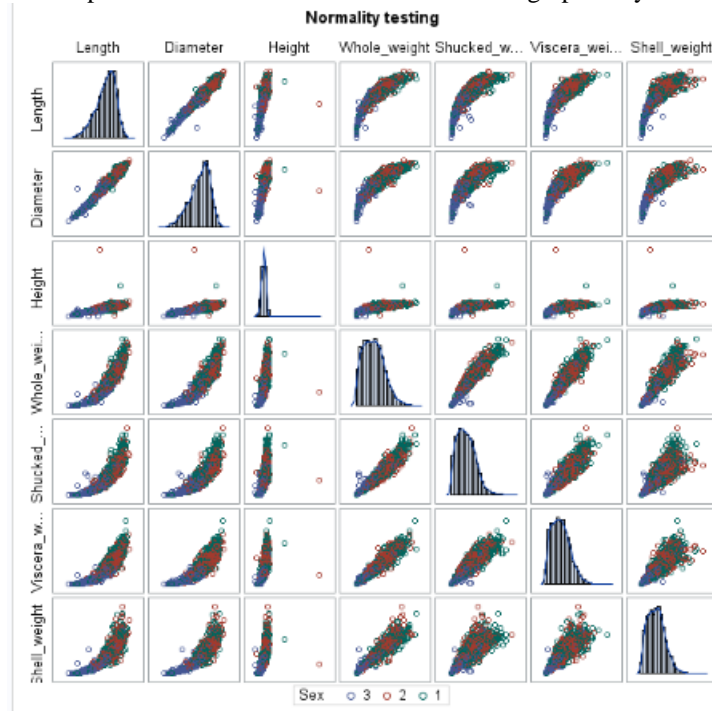 Normality testing
Length Diameter Height Whole_weight Shucked_w... Viscera_wei... Shell_weight
Length
Diameter
Height
Whole_wei...
Shucked_...
Viscera_w...
Shell_weight
Sex 3 2 1